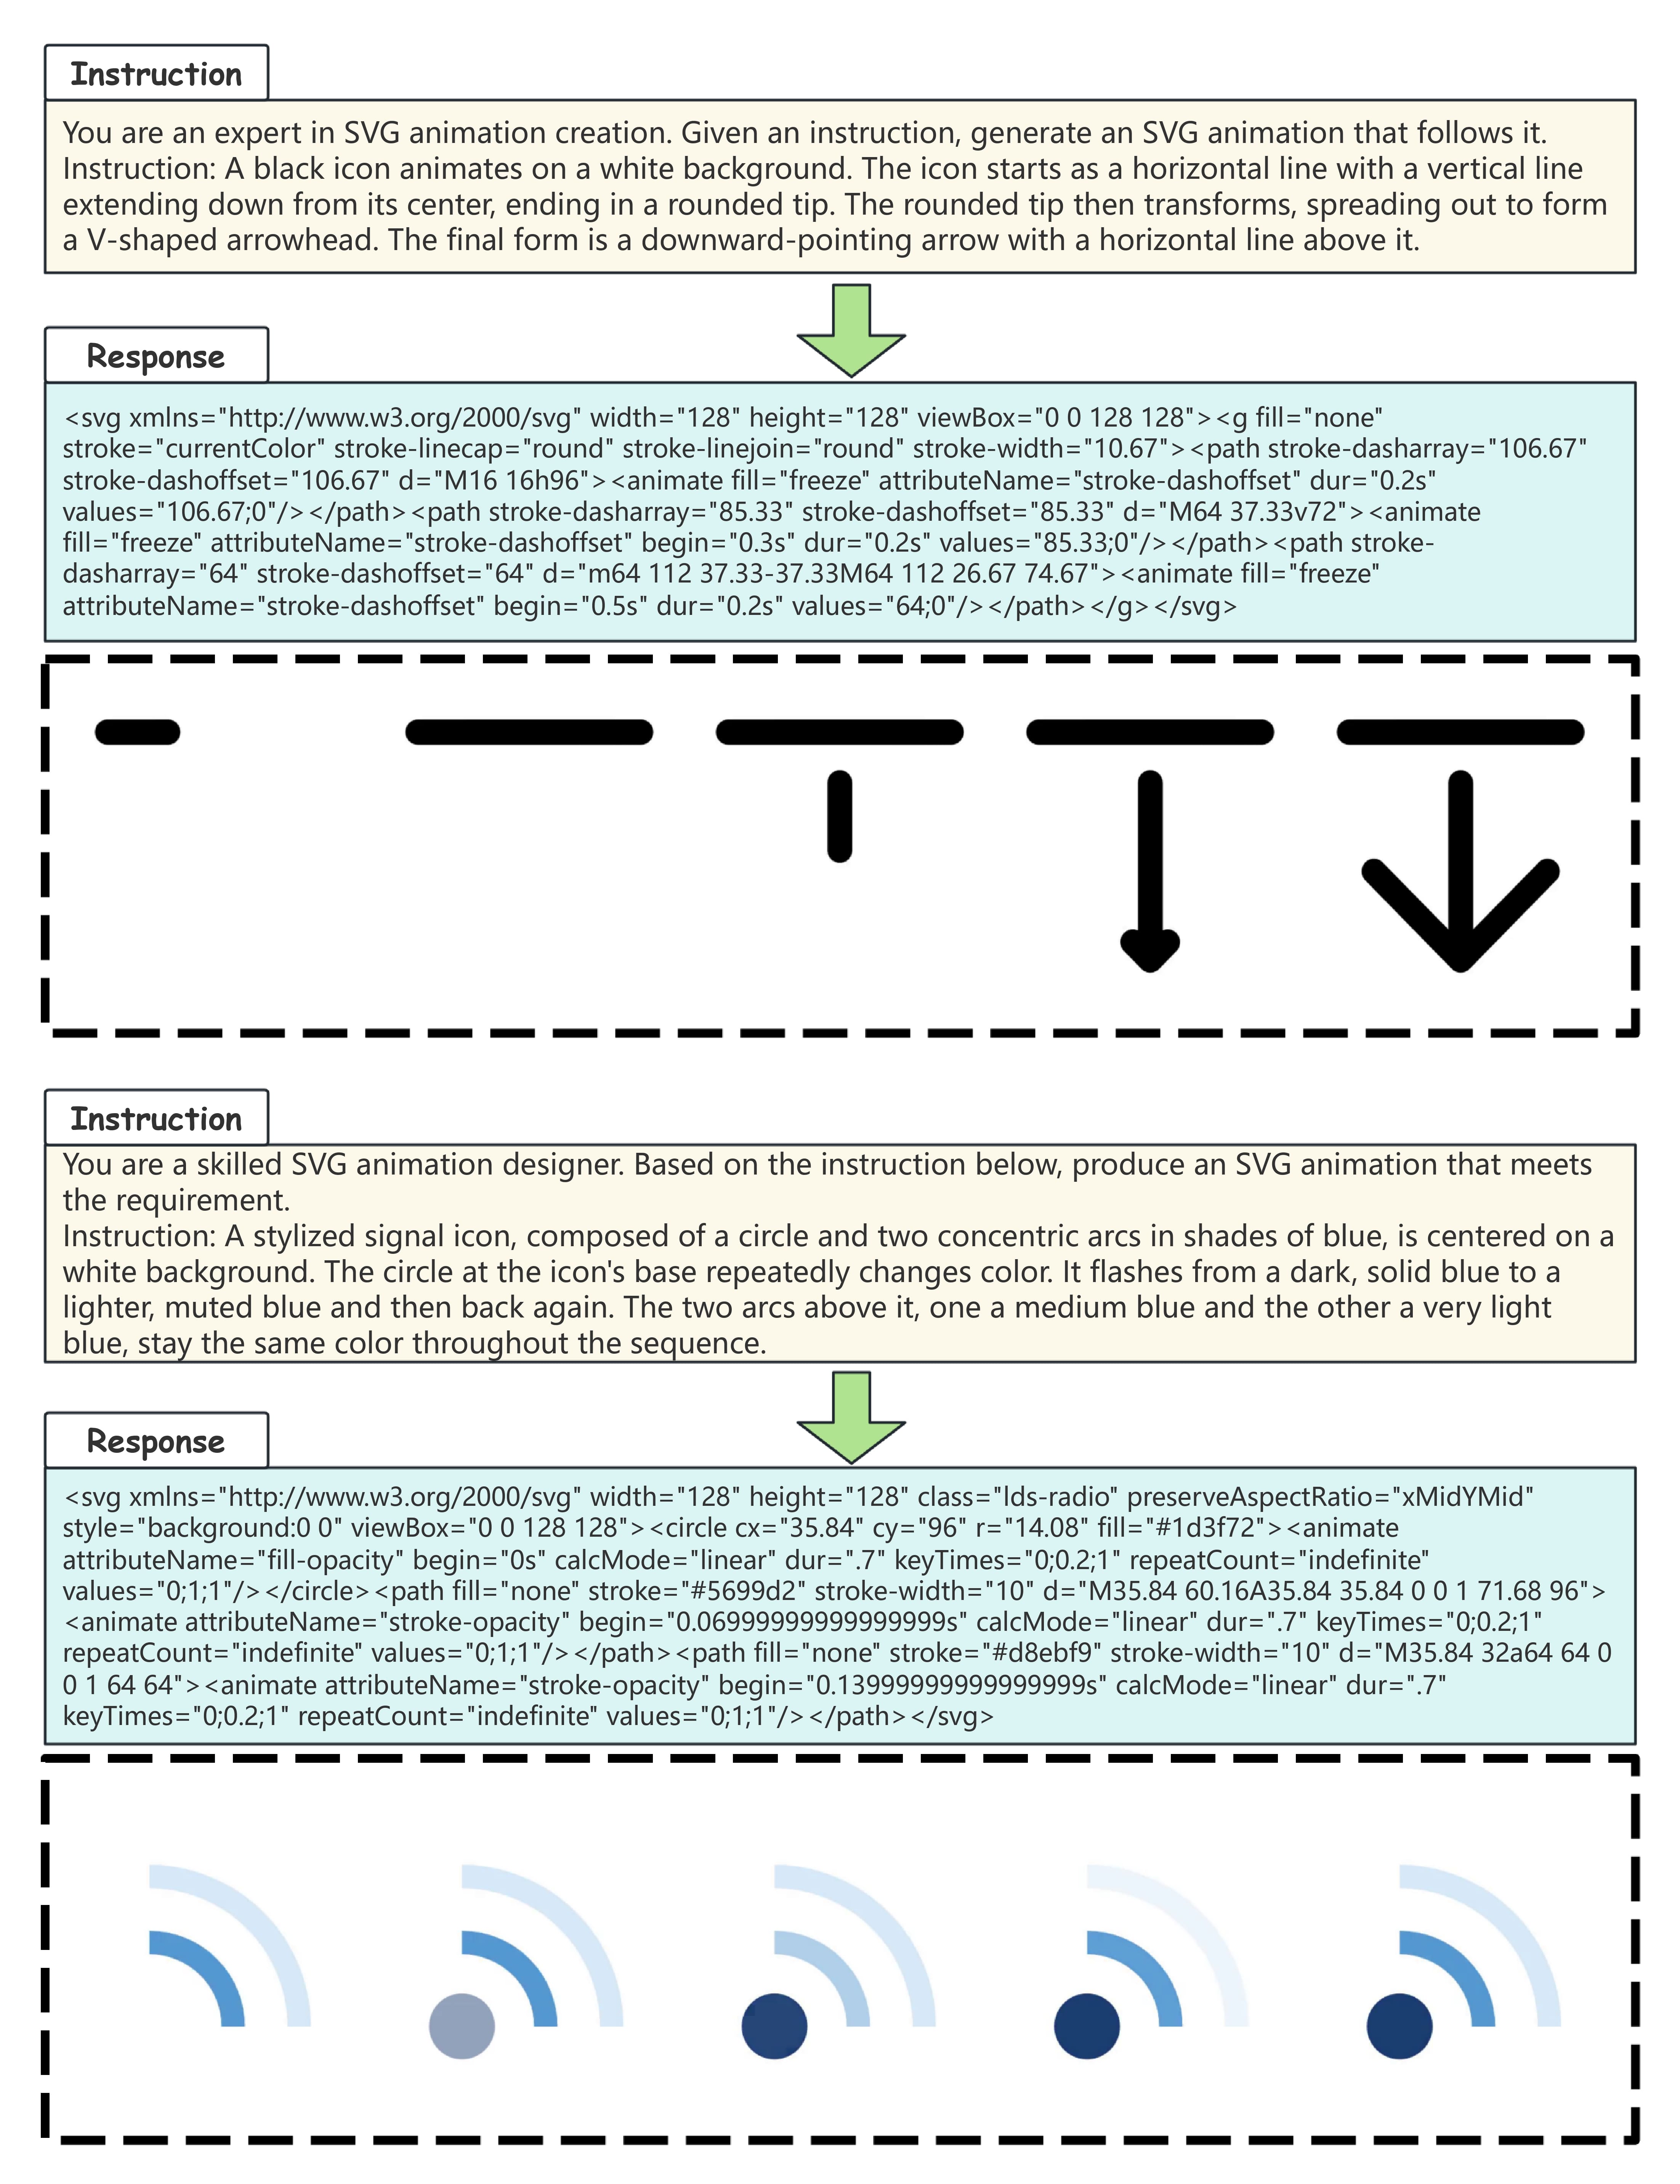 Instruction
You are an expert in SVG animation creation. Given an instruction, generate an SVG animation that follows it.
Instruction: A black icon animates on a white background. The icon starts as a horizontal line with a vertical line
extending down from its center, ending in a rounded tip. The rounded tip then transforms, spreading out to form
a V-shaped arrowhead. The final form is a downward-pointing arrow with a horizontal line above it.
Response
<svg xmlns="http://www.w3.org/2000/svg" width="128" height="128" viewBox="0 0 128 128"><g fill="none"
stroke="currentColor" stroke-linecap="round" stroke-linejoin="round" stroke-width="10.67"><path stroke-dasharray="106.67"
stroke-dashoffset="106.67" d="M16 16h96"><animate fill="freeze" attributeName="stroke-dashoffset" dur="0.2s"
values="106.67;0"/></path><path stroke-dasharray="85.33" stroke-dashoffset="85.33" d="M64 37.33v72"><animate
fill="freeze" attributeName="stroke-dashoffset" begin="0.3s" dur="0.2s" values="85.33;0"/></path><path stroke-
dasharray="64" stroke-dashoffset="64" d="m64 112 37.33-37.33M64 112 26.67 74.67"><animate fill="freeze"
attributeName="stroke-dashoffset" begin="0.5s" dur="0.2s" values="64;0"/></path></g></svg>
Instruction
You are a skilled SVG animation designer. Based on the instruction below, produce an SVG animation that meets
the requirement.
Instruction: A stylized signal icon, composed of a circle and two concentric arcs in shades of blue, is centered on a
white background. The circle at the icon's base repeatedly changes color. It flashes from a dark, solid blue to a
lighter, muted blue and then back again. The two arcs above it, one a medium blue and the other a very light
blue, stay the same color throughout the sequence.
Response
<svg xmlns="http://www.w3.org/2000/svg" width="128" height="128" class="lds-radio" preserveAspectRatio="xMidYMid"
style="background:0 0" viewBox="0 0 128 128"><circle cx="35.84" cy="96" r="14.08" fill="#1d3f72"><animate
attributeName="fill-opacity" begin="0s" calcMode="linear" dur=".7" keyTimes="0;0.2;1" repeatCount="indefinite"
values="0;1;1"/></circle><path fill="none" stroke="#5699d2" stroke-width="10" d="M35.84 60.16A35.84 35.84 0 0 1 71.68 96">
<animate attributeName="stroke-opacity" begin="0.06999999999999999s" calcMode="linear" dur=".7" keyTimes="0;0.2;1"
repeatCount="indefinite" values="0;1;1"/></path><path fill="none" stroke="#d8ebf9" stroke-width="10" d="M35.84 32a64 64 0
0 1 64 64"><animate attributeName="stroke-opacity" begin="0.13999999999999999s" calcMode="linear" dur=".7"
keyTimes="0;0.2;1" repeatCount="indefinite" values="0;1;1"/></path></svg>